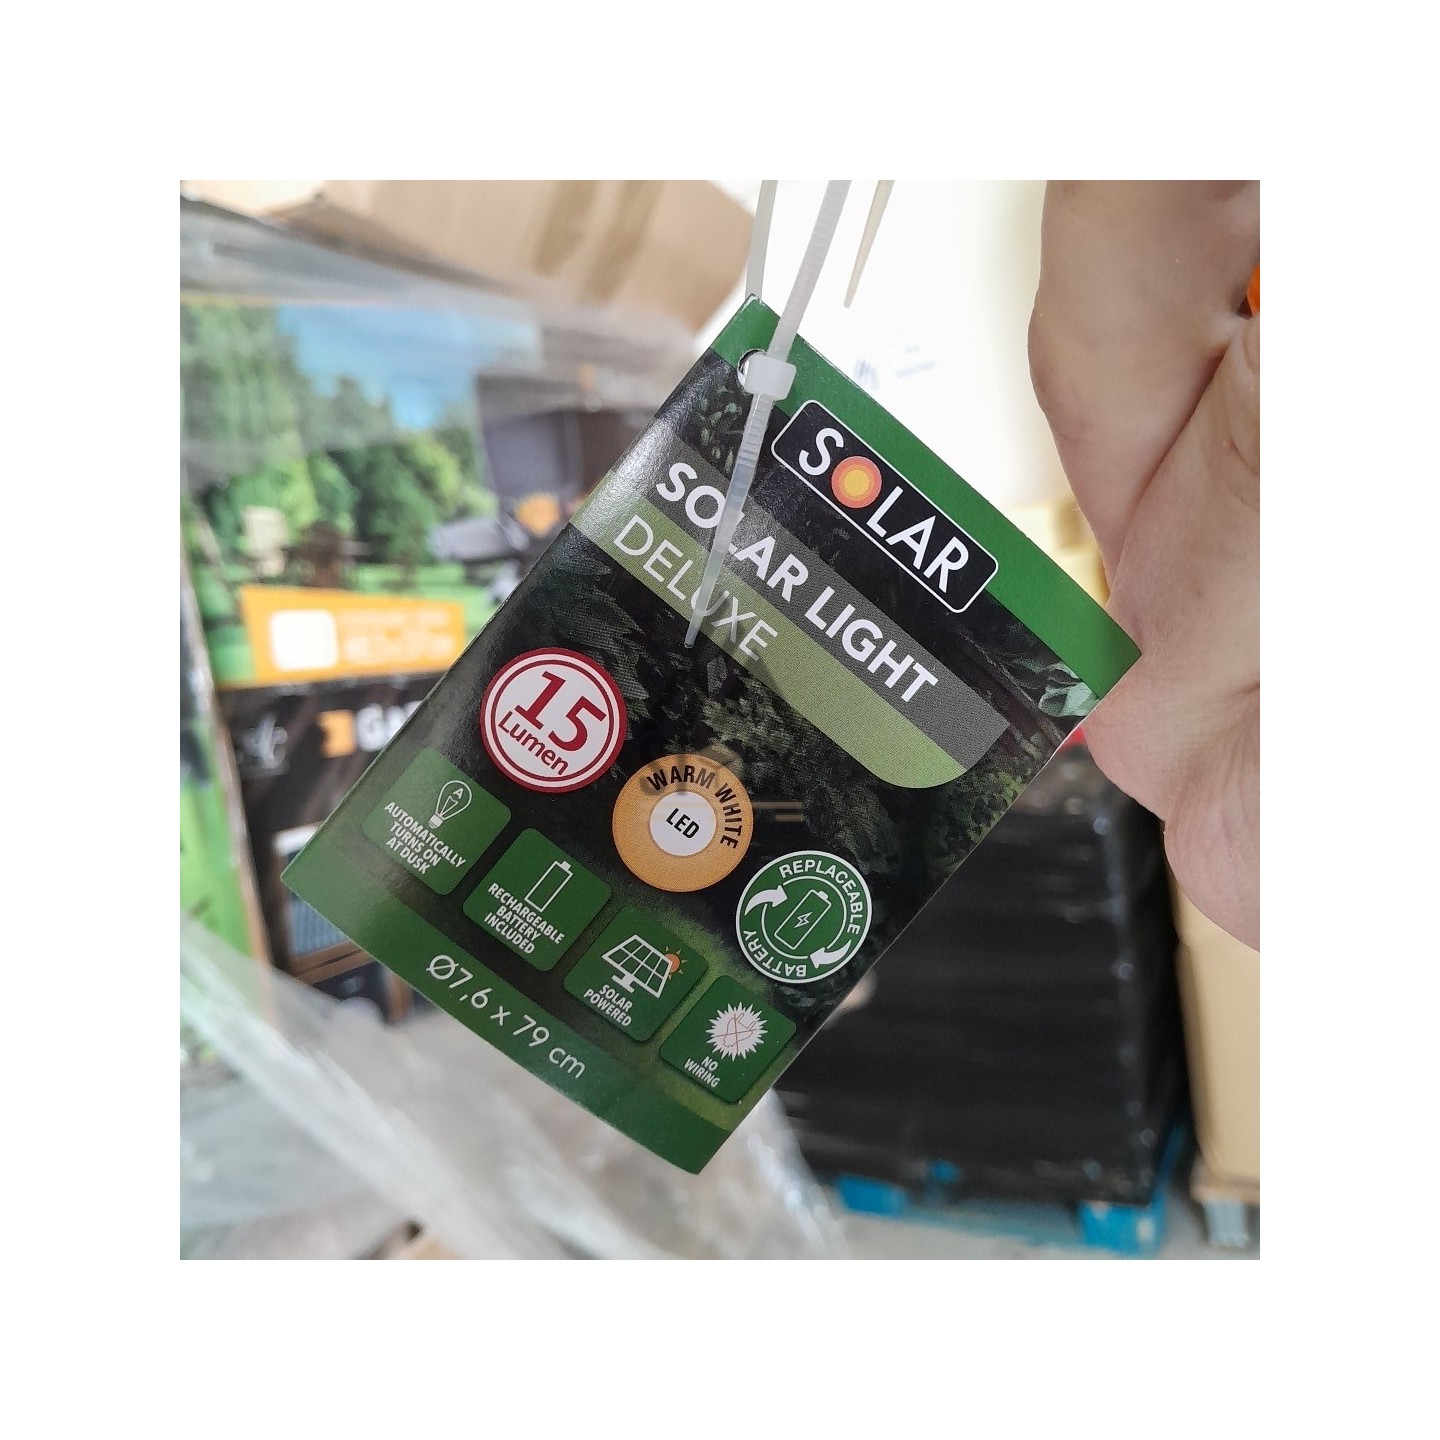 SOLAR
SOLAR LIGHT
DELUXE
15
Lumen
WARM WHITE
LED
REPLACEABLE
BATTERY
A
AUTOMATICALLY
TURNS ON
AT DUSK
RECHARGEABLE
BATTERY
INCLUDED
SOLAR
POWERED
NO
WIRING
Ø7,6 x 79 cm